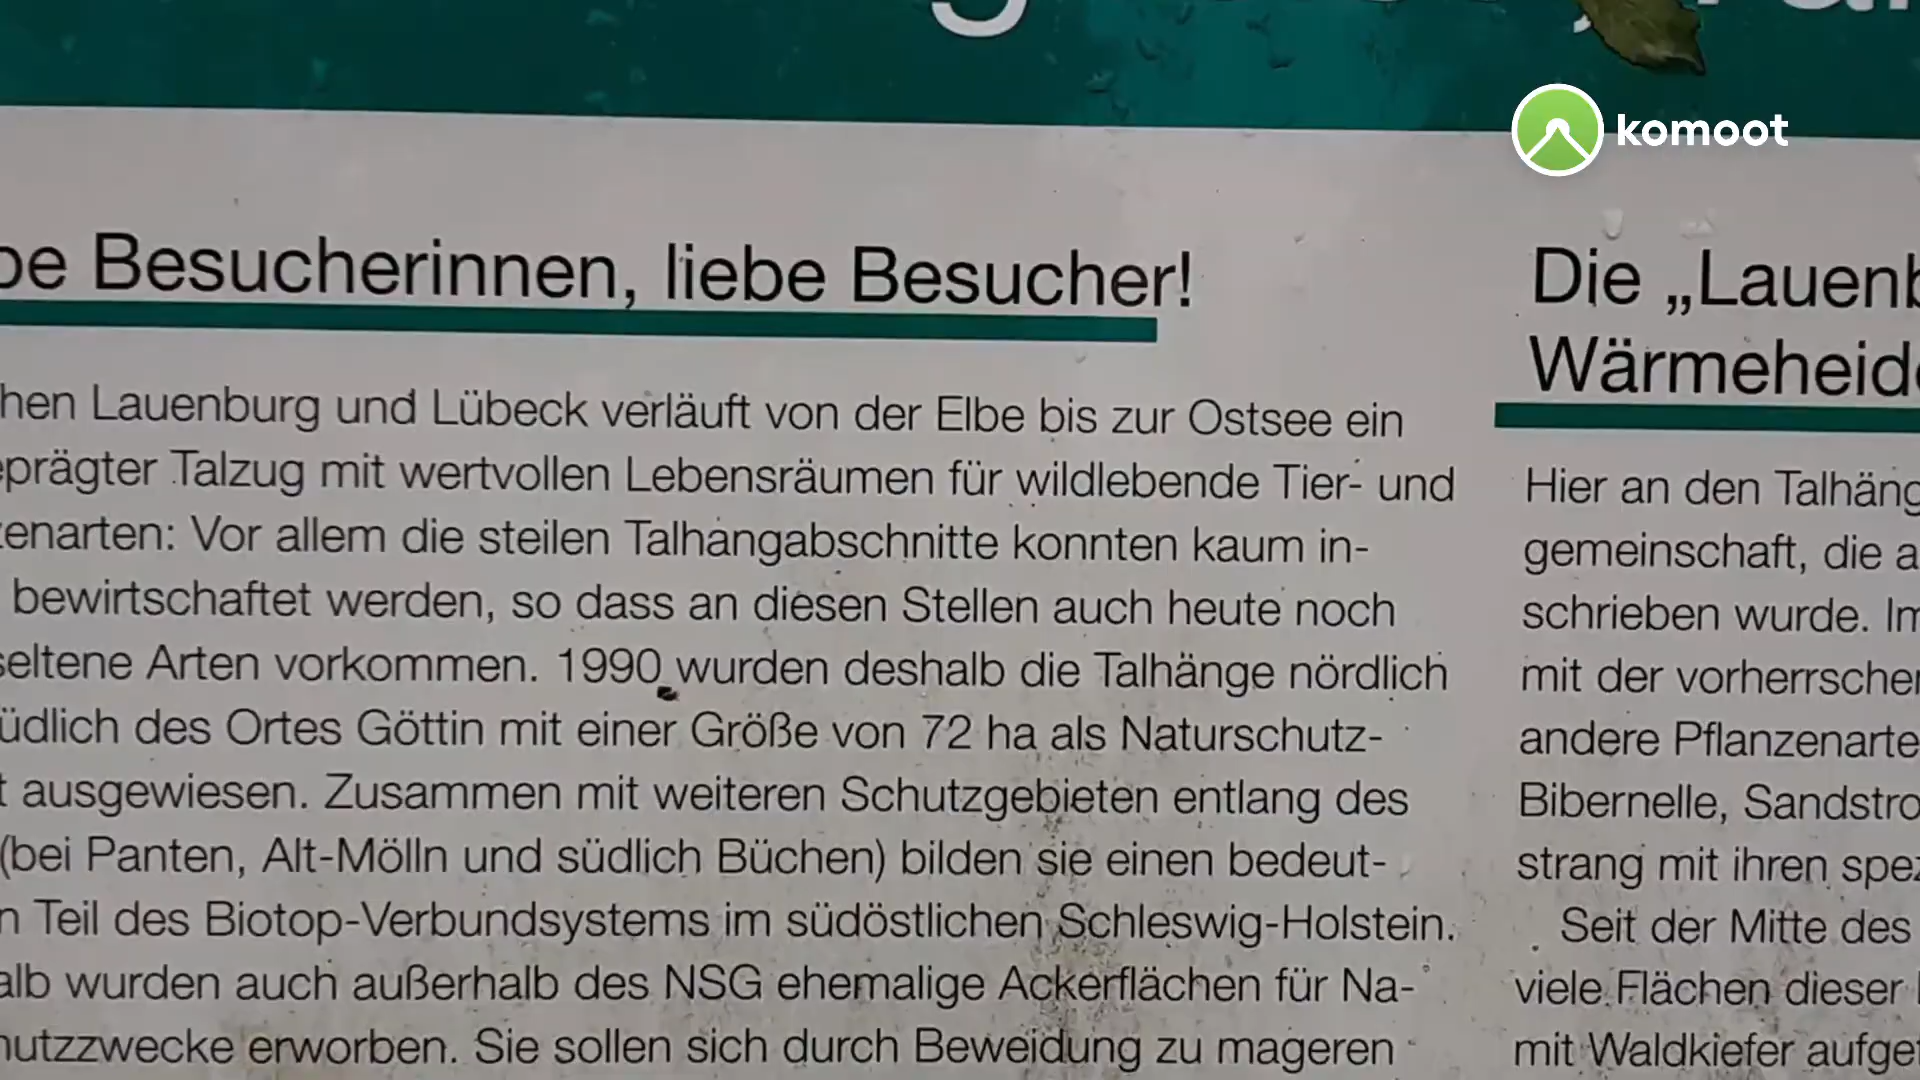 komoot
be Besucherinnen, liebe Besucher!
hen Lauenburg und Lübeck verläuft von der Elbe bis zur Ostsee ein
eprägter Talzug mit wertvollen Lebensräumen für wildlebende Tier- und
zenarten: Vor allem die steilen Talhangabschnitte konnten kaum in-
bewirtschaftet werden, so dass an diesen Stellen auch heute noch
seltene Arten vorkommen. 1990 wurden deshalb die Talhänge nördlich
üdlich des Ortes Göttin mit einer Größe von 72 ha als Naturschutz-
t ausgewiesen. Zusammen mit weiteren Schutzgebieten entlang des
(bei Panten, Alt-Mölln und südlich Büchen) bilden sie einen bedeut-
n Teil des Biotop-Verbundsystems im südöstlichen Schleswig-Holstein.
alb wurden auch außerhalb des NSG ehemalige Ackerflächen für Na-
hutzzwecke erworben. Sie sollen sich durch Beweidung zu mageren
Die „Lauenb
Wärmeheide
Hier an den Talhäng
gemeinschaft, die a
schrieben wurde. Im
mit der vorherrschen
andere Pflanzenarte
Bibernelle, Sandstro
strang mit ihren spez
Seit der Mitte des
viele Flächen dieser
mit Waldkiefer aufge